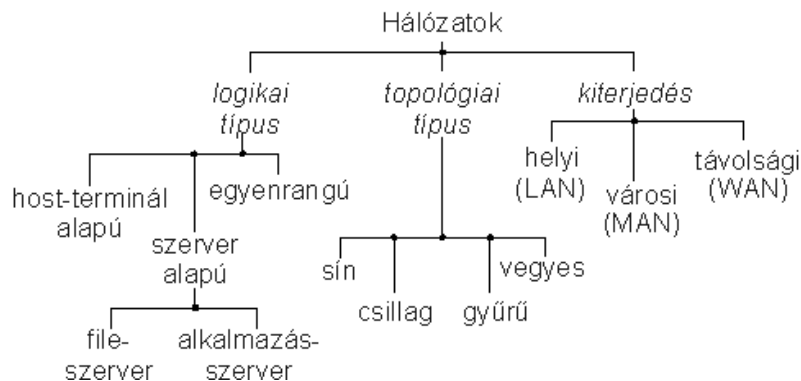 Hálózatok
logikai
típus
topológiai
típus
kiterjedés
host-terminál
alapú
szerver
alapú
egyenrangú
file-
szerver
alkalmazás-
szerver
sín
csillag
gyűrű
vegyes
helyi
(LAN)
városi
(MAN)
távolsági
(WAN)